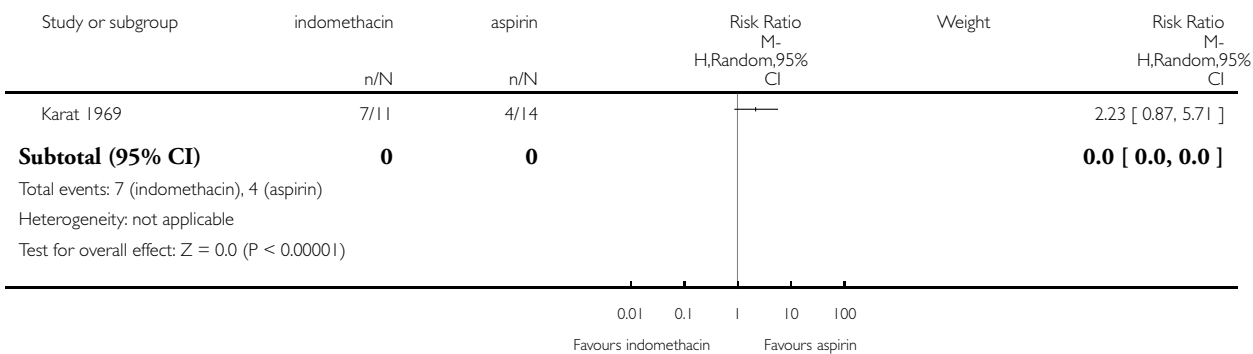 Study or subgroup indomethacin aspirin Risk Ratio Weight Risk Ratio
M- M-
H,Random,95% H,Random,95%
n/N n/N CI CI
Karat 1969 7/11 4/14 2.23 [ 0.87, 5.71 ]
Subtotal (95% CI) 0 0 0.0 [ 0.0, 0.0 ]
Total events: 7 (indomethacin), 4 (aspirin)
Heterogeneity: not applicable
Test for overall effect: Z = 0.0 (P < 0.00001)
0.01 0.1 1 10 100
Favours indomethacin Favours aspirin